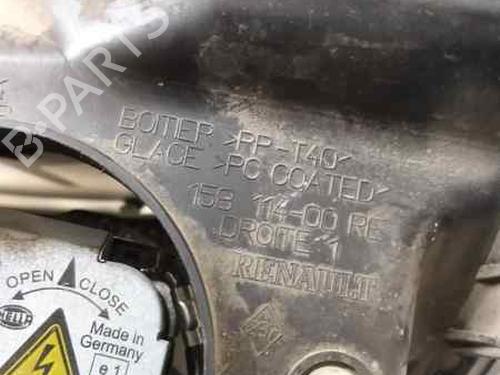 BOITIER >PP-T40<
GLACE >PC COATED<
158 114-00 RE
DROITE 1
RENAULT
OPEN CLOSE
HELLE
Made in
Germany
e 1
B-PARTS